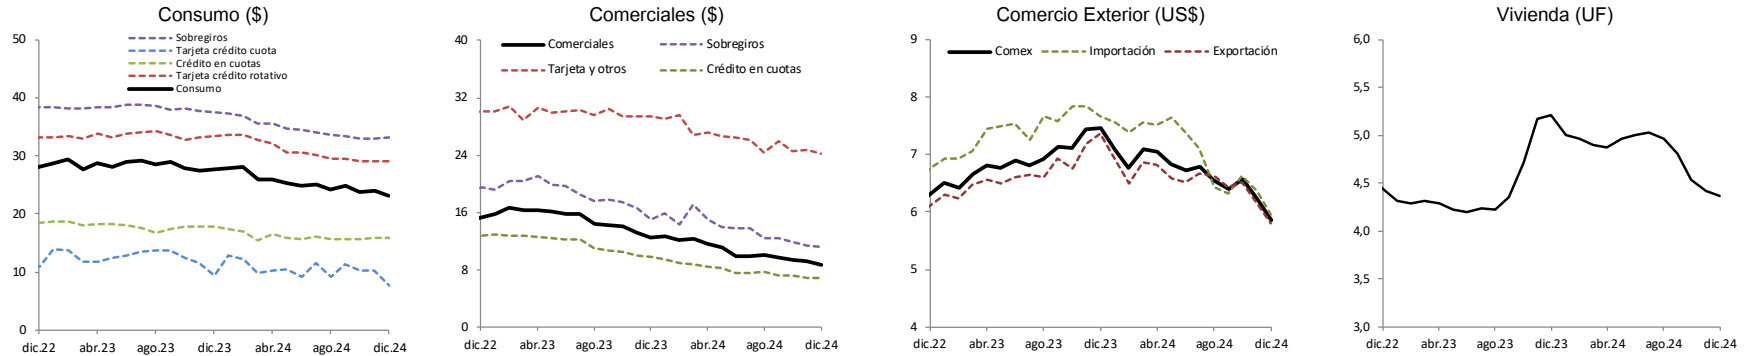 Consumo ($)
50
40
30
20
10
0
Sobregiros
Tarjeta crédito cuota
Crédito en cuotas
Tarjeta crédito rotativo
Consumo
dic.22 abr.23 ago.23 dic.23 abr.24 ago.24 dic.24
Comerciales ($)
40
32
24
16
8
0
Comerciales Sobregiros
Tarjeta y otros Crédito en cuotas
dic.22 abr.23 ago.23 dic.23 abr.24 ago.24 dic.24
Comercio Exterior (US$)
9
8
7
6
5
4
Comex Importación Exportación
dic.22 abr.23 ago.23 dic.23 abr.24 ago.24 dic.24
Vivienda (UF)
6,0
5,5
5,0
4,5
4,0
3,5
3,0
dic.22 abr.23 ago.23 dic.23 abr.24 ago.24 dic.24